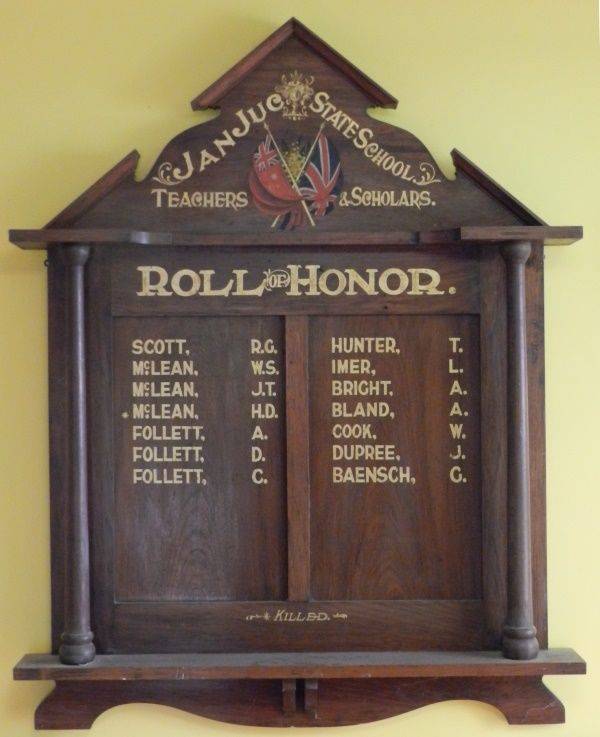 JAN JUC STATE SCHOOL
TEACHERS & SCHOLARS.
ROLL OF HONOR.
SCOTT, R.G.
McLEAN, W.S.
McLEAN, J.T.
* McLEAN, H.D.
FOLLETT, A.
FOLLETT, D.
FOLLETT, C.
HUNTER, T.
IMER, L.
BRIGHT, A.
BLAND, A.
COOK, W.
DUPREE, J.
BAENSCH, G.
* KILLED.